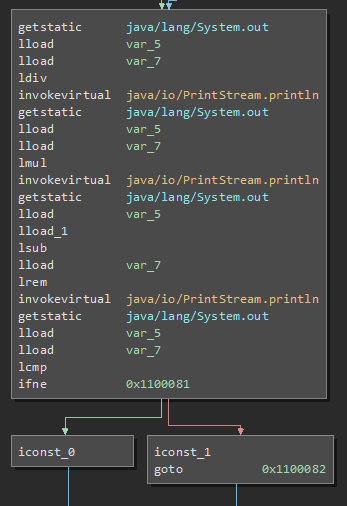 getstatic java/lang/System.out
lload var_5
lload var_7
ldiv
invokevirtual java/io/PrintStream.println
getstatic java/lang/System.out
lload var_5
lload var_7
lmul
invokevirtual java/io/PrintStream.println
getstatic java/lang/System.out
lload var_5
lload_1
lsub
lload var_7
lrem
invokevirtual java/io/PrintStream.println
getstatic java/lang/System.out
lload var_5
lload var_7
lcmp
ifne 0x1100081
iconst_0
iconst_1
goto 0x1100082